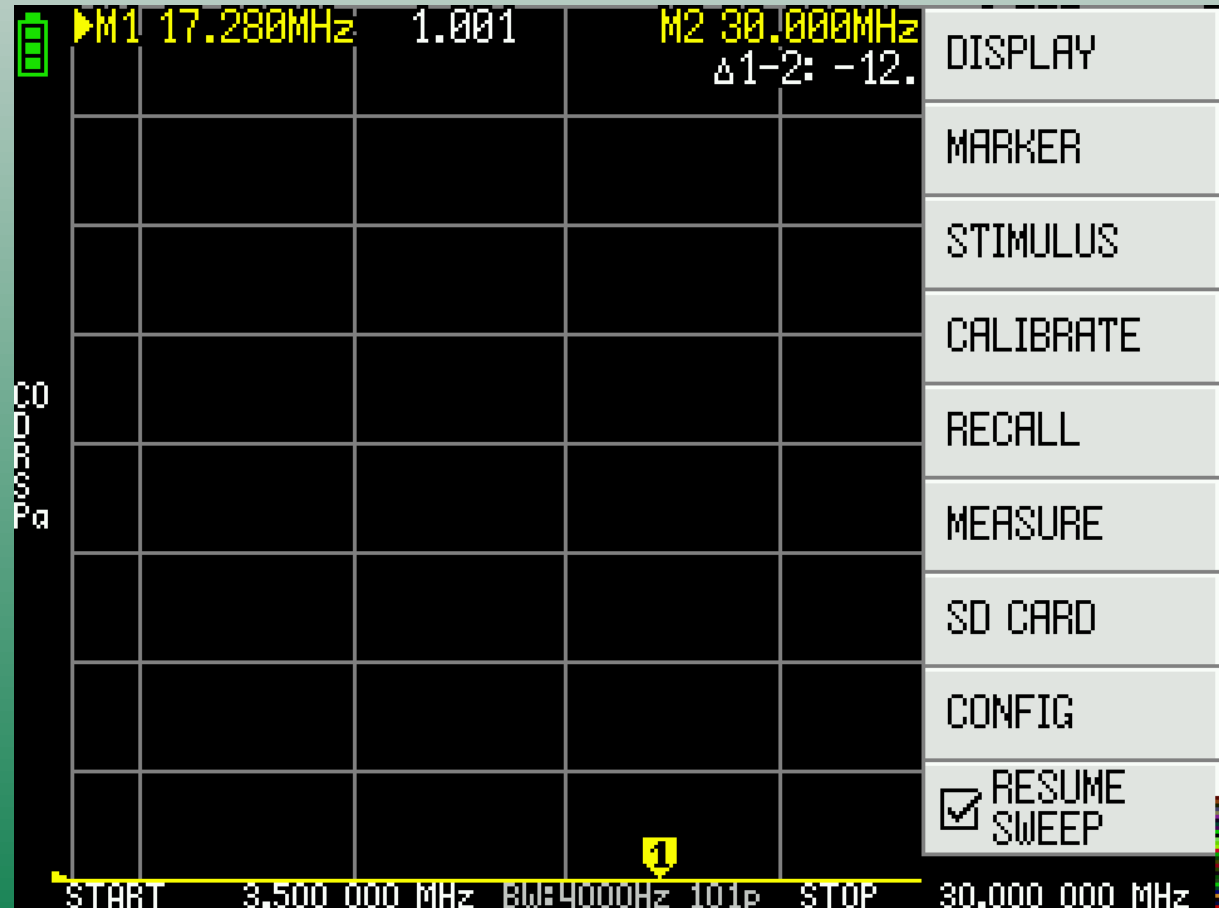 ▶M1 17.280MHz 1.001 M2 30.000MHz
Δ1-2: -12.
CO
D
R
S
Pa
1
START 3.500 000 MHz BW:4000Hz 101p STOP 30.000 000 MHz
DISPLAY
MARKER
STIMULUS
CALIBRATE
RECALL
MEASURE
SD CARD
CONFIG
RESUME
SWEEP